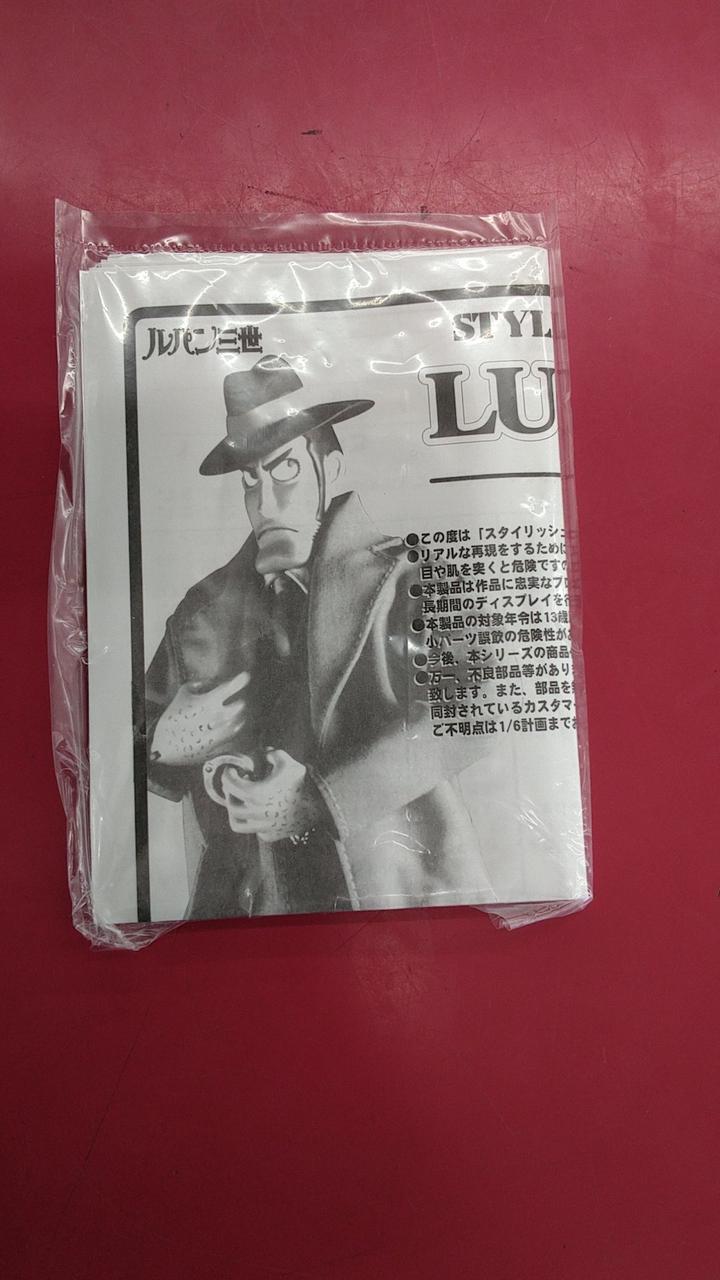 ルパン三世
STYL
LU
●この度は「スタイリッシュ
●リアルな再現をするために
目や肌を突くと危険ですの
●本製品は作品に忠実なプロ
長期間のディスプレイを
●本製品の対象年令は13歳
小パーツ誤飲の危険性が
●今後、本シリーズの商品
●万一、不良部品等があり
致します。また、部品を
同封されているカスタマ
ご不明点は1/6計画まで